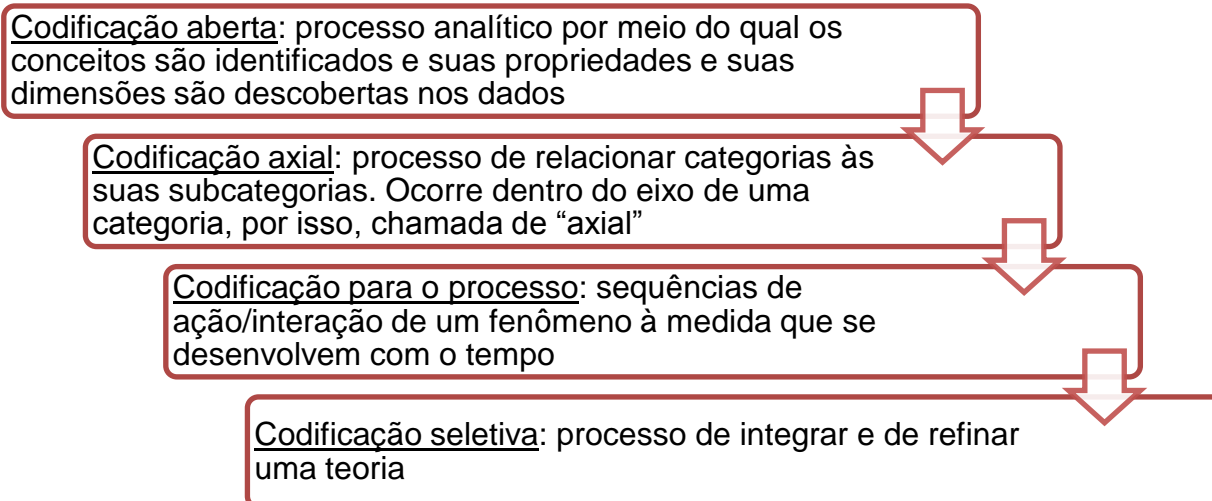 Codificação aberta: processo analítico por meio do qual os
conceitos são identificados e suas propriedades e suas
dimensões são descobertas nos dados
Codificação axial: processo de relacionar categorias às
suas subcategorias. Ocorre dentro do eixo de uma
categoria, por isso, chamada de “axial”
Codificação para o processo: sequências de
ação/interação de um fenômeno à medida que se
desenvolvem com o tempo
Codificação seletiva: processo de integrar e de refinar
uma teoria